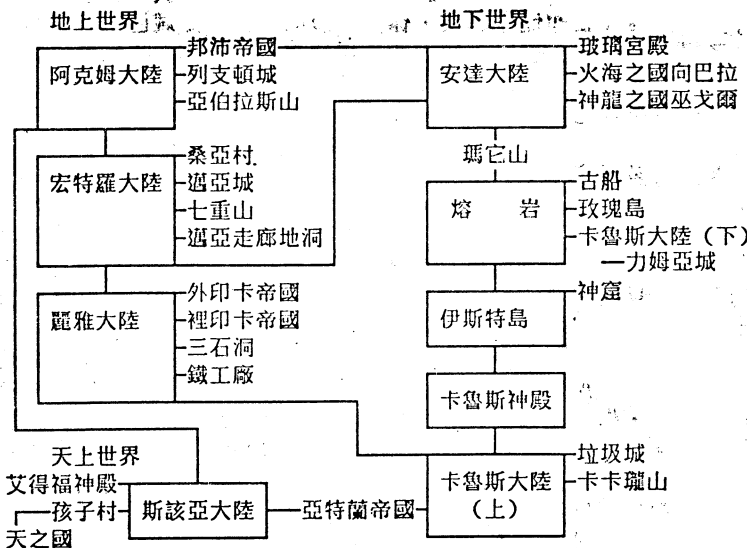 地上世界
邦沛帝國
阿克姆大陸
列支頓城
亞伯拉斯山
桑亞村
宏特羅大陸
邁亞城
七重山
邁亞走廊地洞
外印卡帝國
麗雅大陸
裡印卡帝國
三石洞
鐵工廠
地下世界
玻璃宮殿
安達大陸
火海之國向巴拉
神龍之國巫戈爾
瑪它山
古船
熔岩
玫瑰島
卡魯斯大陸（下）
力姆亞城
神窟
伊斯特島
卡魯斯神殿
垃圾城
卡魯斯大陸
（上）
卡卡瓏山
亞特蘭帝國
天上世界
艾得福神殿
斯該亞大陸
孩子村
天之國